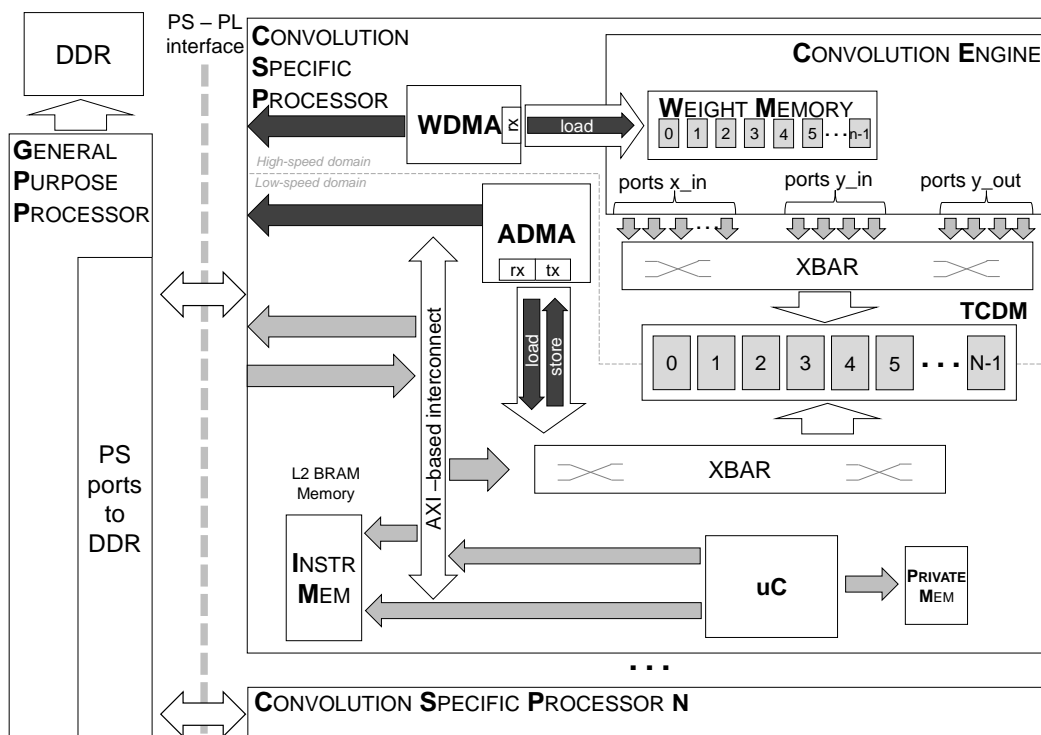 DDR
PS – PL
interface
GENERAL
PURPOSE
PROCESSOR
PS
ports
to
DDR
CONVOLUTION
SPECIFIC
PROCESSOR
CONVOLUTION ENGINE
WDMA
rx
load
WEIGHT MEMORY
0 1 2 3 4 5 ··· n-1
High-speed domain
Low-speed domain
ports x_in
ports y_in
ports y_out
...
ADMA
rx
tx
load
store
XBAR
TCDM
0 1 2 3 4 5 ... N-1
XBAR
AXI –based interconnect
L2 BRAM
Memory
INSTR
MEM
uC
PRIVATE
MEM
...
CONVOLUTION SPECIFIC PROCESSOR N